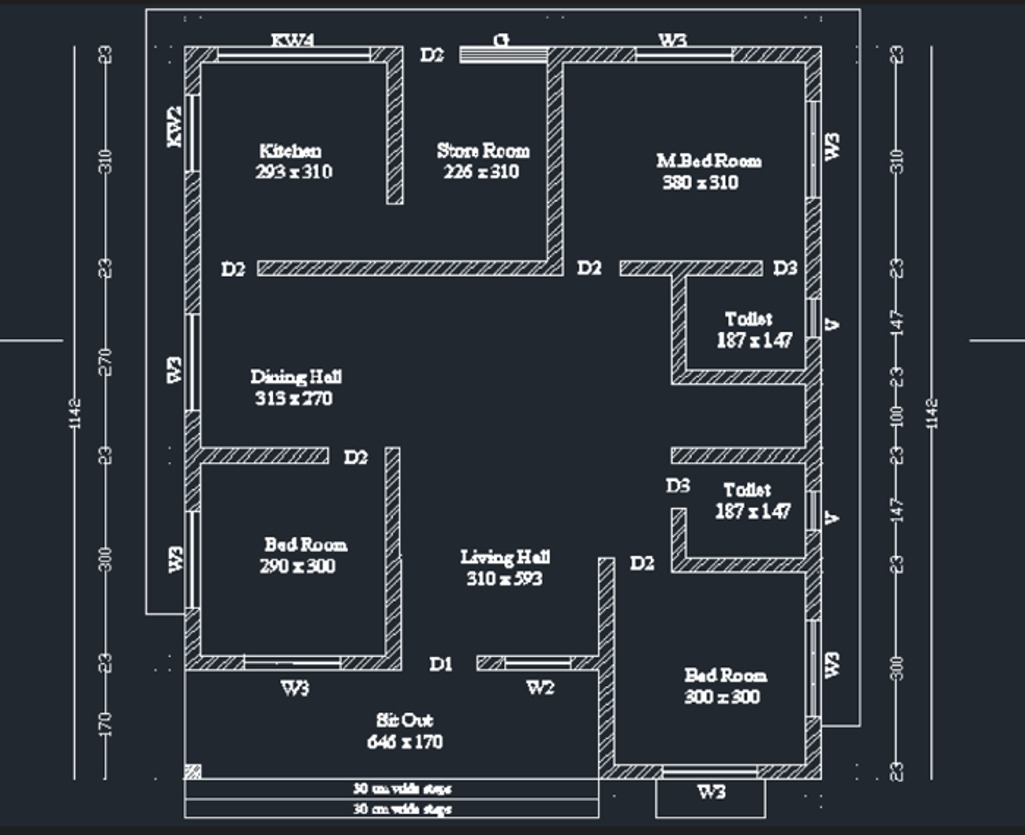 KW4
D2
G
W3
23
23
KW2
W3
Kitchen
293 x 310
Store Room
226 x 310
M.Bed Room
380 x 310
310
310
D2
D2
D3
23
23
Toilet
187 x 147
V
147
W3
270
23
Dining Hall
313 x 270
1142
100
1142
D2
23
23
D3
Toilet
187 x 147
V
147
W3
Bed Room
290 x 300
300
Living Hall
310 x 593
D2
23
D1
23
W3
W2
W3
Bed Room
300 x 300
300
Sit Out
646 x 170
170
23
30 cm wide steps
W3
30 cm wide steps